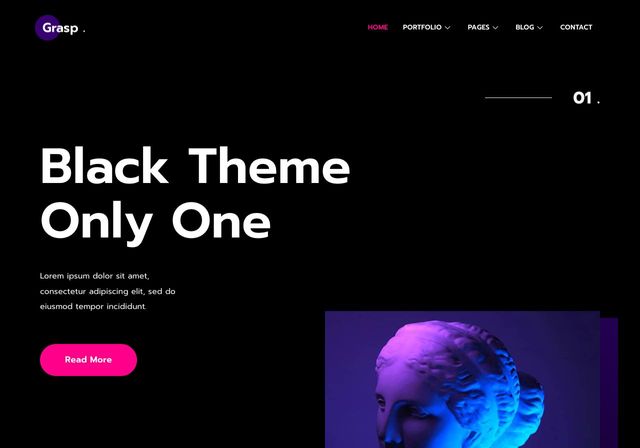 Grasp .
HOME PORTFOLIO PAGES BLOG CONTACT
01 .
Black Theme
Only One
Lorem ipsum dolor sit amet,
consectetur adipiscing elit, sed do
eiusmod tempor incididunt
Read More